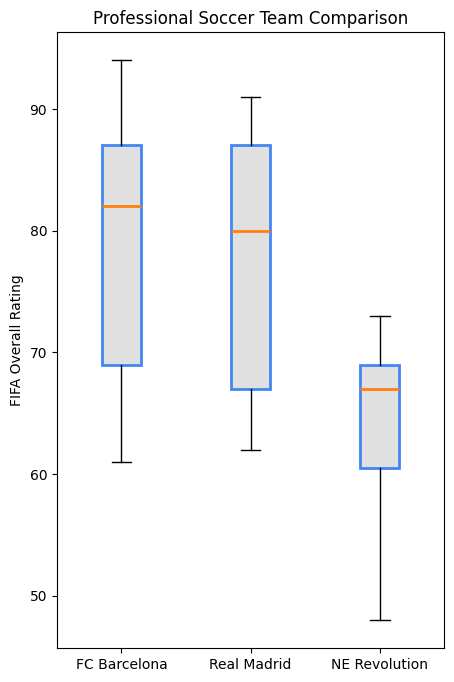 Professional Soccer Team Comparison
FIFA Overall Rating
90
80
70
60
50
FC Barcelona
Real Madrid
NE Revolution